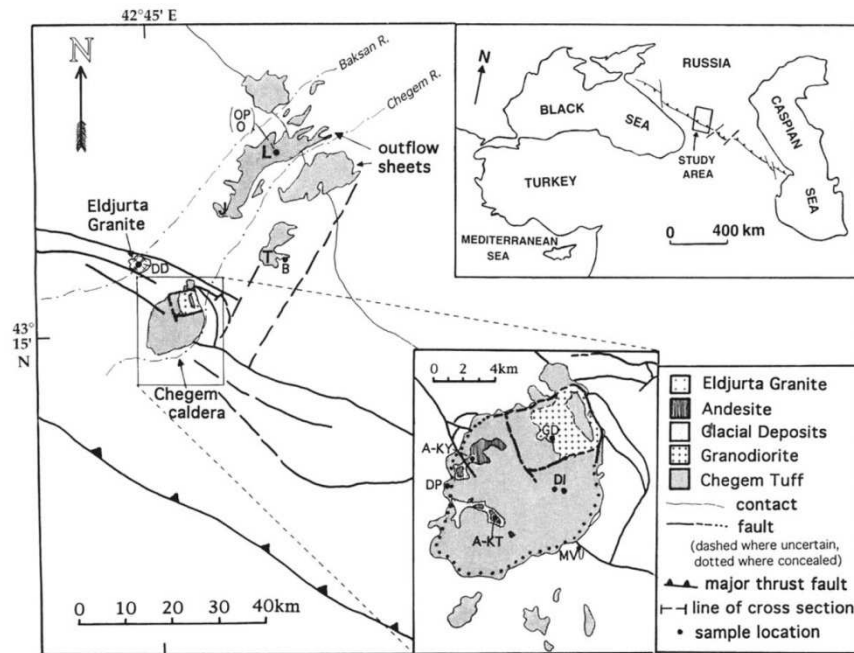 42°45' E
N
Baksan R.
Chegem R.
(OP
O)
L
outflow
sheets
J
Eldjurta
Granite
DD
T
B
43°
15'
N
Chegem
caldera
0 10 20 30 40km
N
RUSSIA
BLACK
SEA
CASPIAN
SEA
STUDY
AREA
TURKEY
MEDITERRANEAN
SEA
0 400 km
0 2 4km
A-KY
GD
DP
DI
A-KT
MV
Eldjurta Granite
Andesite
Glacial Deposits
Granodiorite
Chegem Tuff
contact
fault
(dashed where uncertain,
dotted where concealed)
major thrust fault
line of cross section
sample location